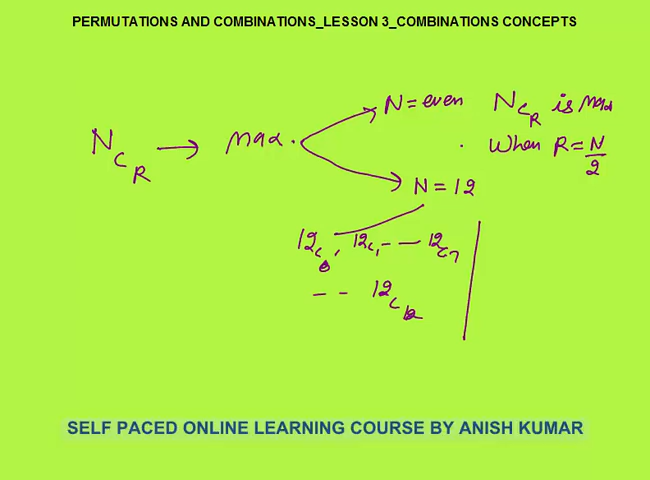 PERMUTATIONS AND COMBINATIONS_LESSON 3_COMBINATIONS CONCEPTS
N = even NCR is max
NCR → max. When R = N/2
N = 12
12C0, 12C1 - — 12C7
- - 12C12
SELF PACED ONLINE LEARNING COURSE BY ANISH KUMAR